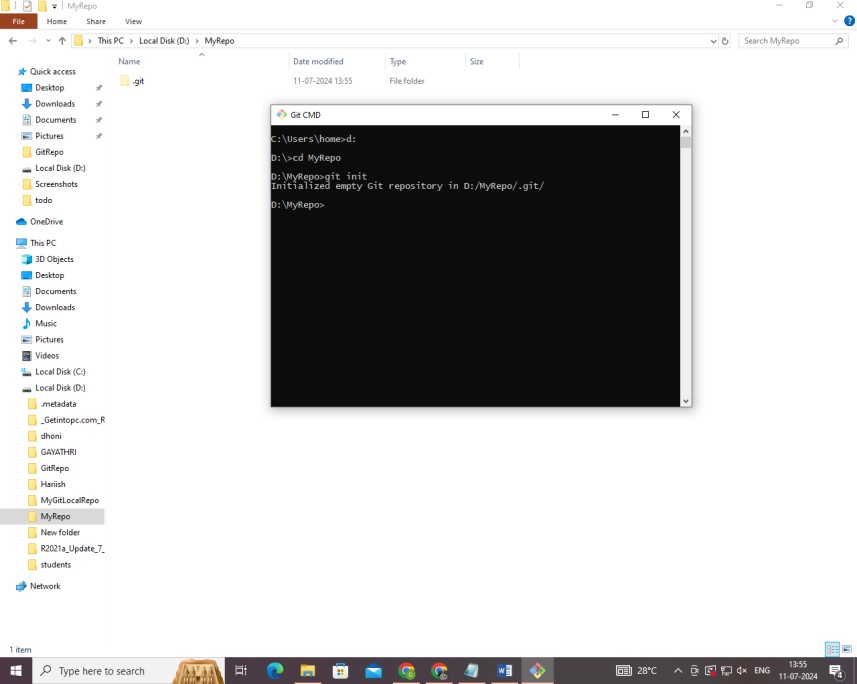 MyRepo
File Home Share View
This PC Local Disk (D:) MyRepo
Search MyRepo
Name Date modified Type Size
.git 11-07-2024 13:55 File folder
Quick access
Desktop
Downloads
Documents
Pictures
GitRepo
Local Disk (D:)
Screenshots
todo
OneDrive
This PC
3D Objects
Desktop
Documents
Downloads
Music
Pictures
Videos
Local Disk (C:)
Local Disk (D:)
.metadata
_Getintopc.com_R
dhoni
GAYATHRI
GitRepo
Hariish
MyGitLocalRepo
MyRepo
New folder
R2021a_Update_7_
students
Network
Git CMD
C:\Users\home>d:
D:\>cd MyRepo
D:\MyRepo>git init
Initialized empty Git repository in D:/MyRepo/.git/
D:\MyRepo>
1 item
Type here to search
28°C
ENG
13:55
11-07-2024
4